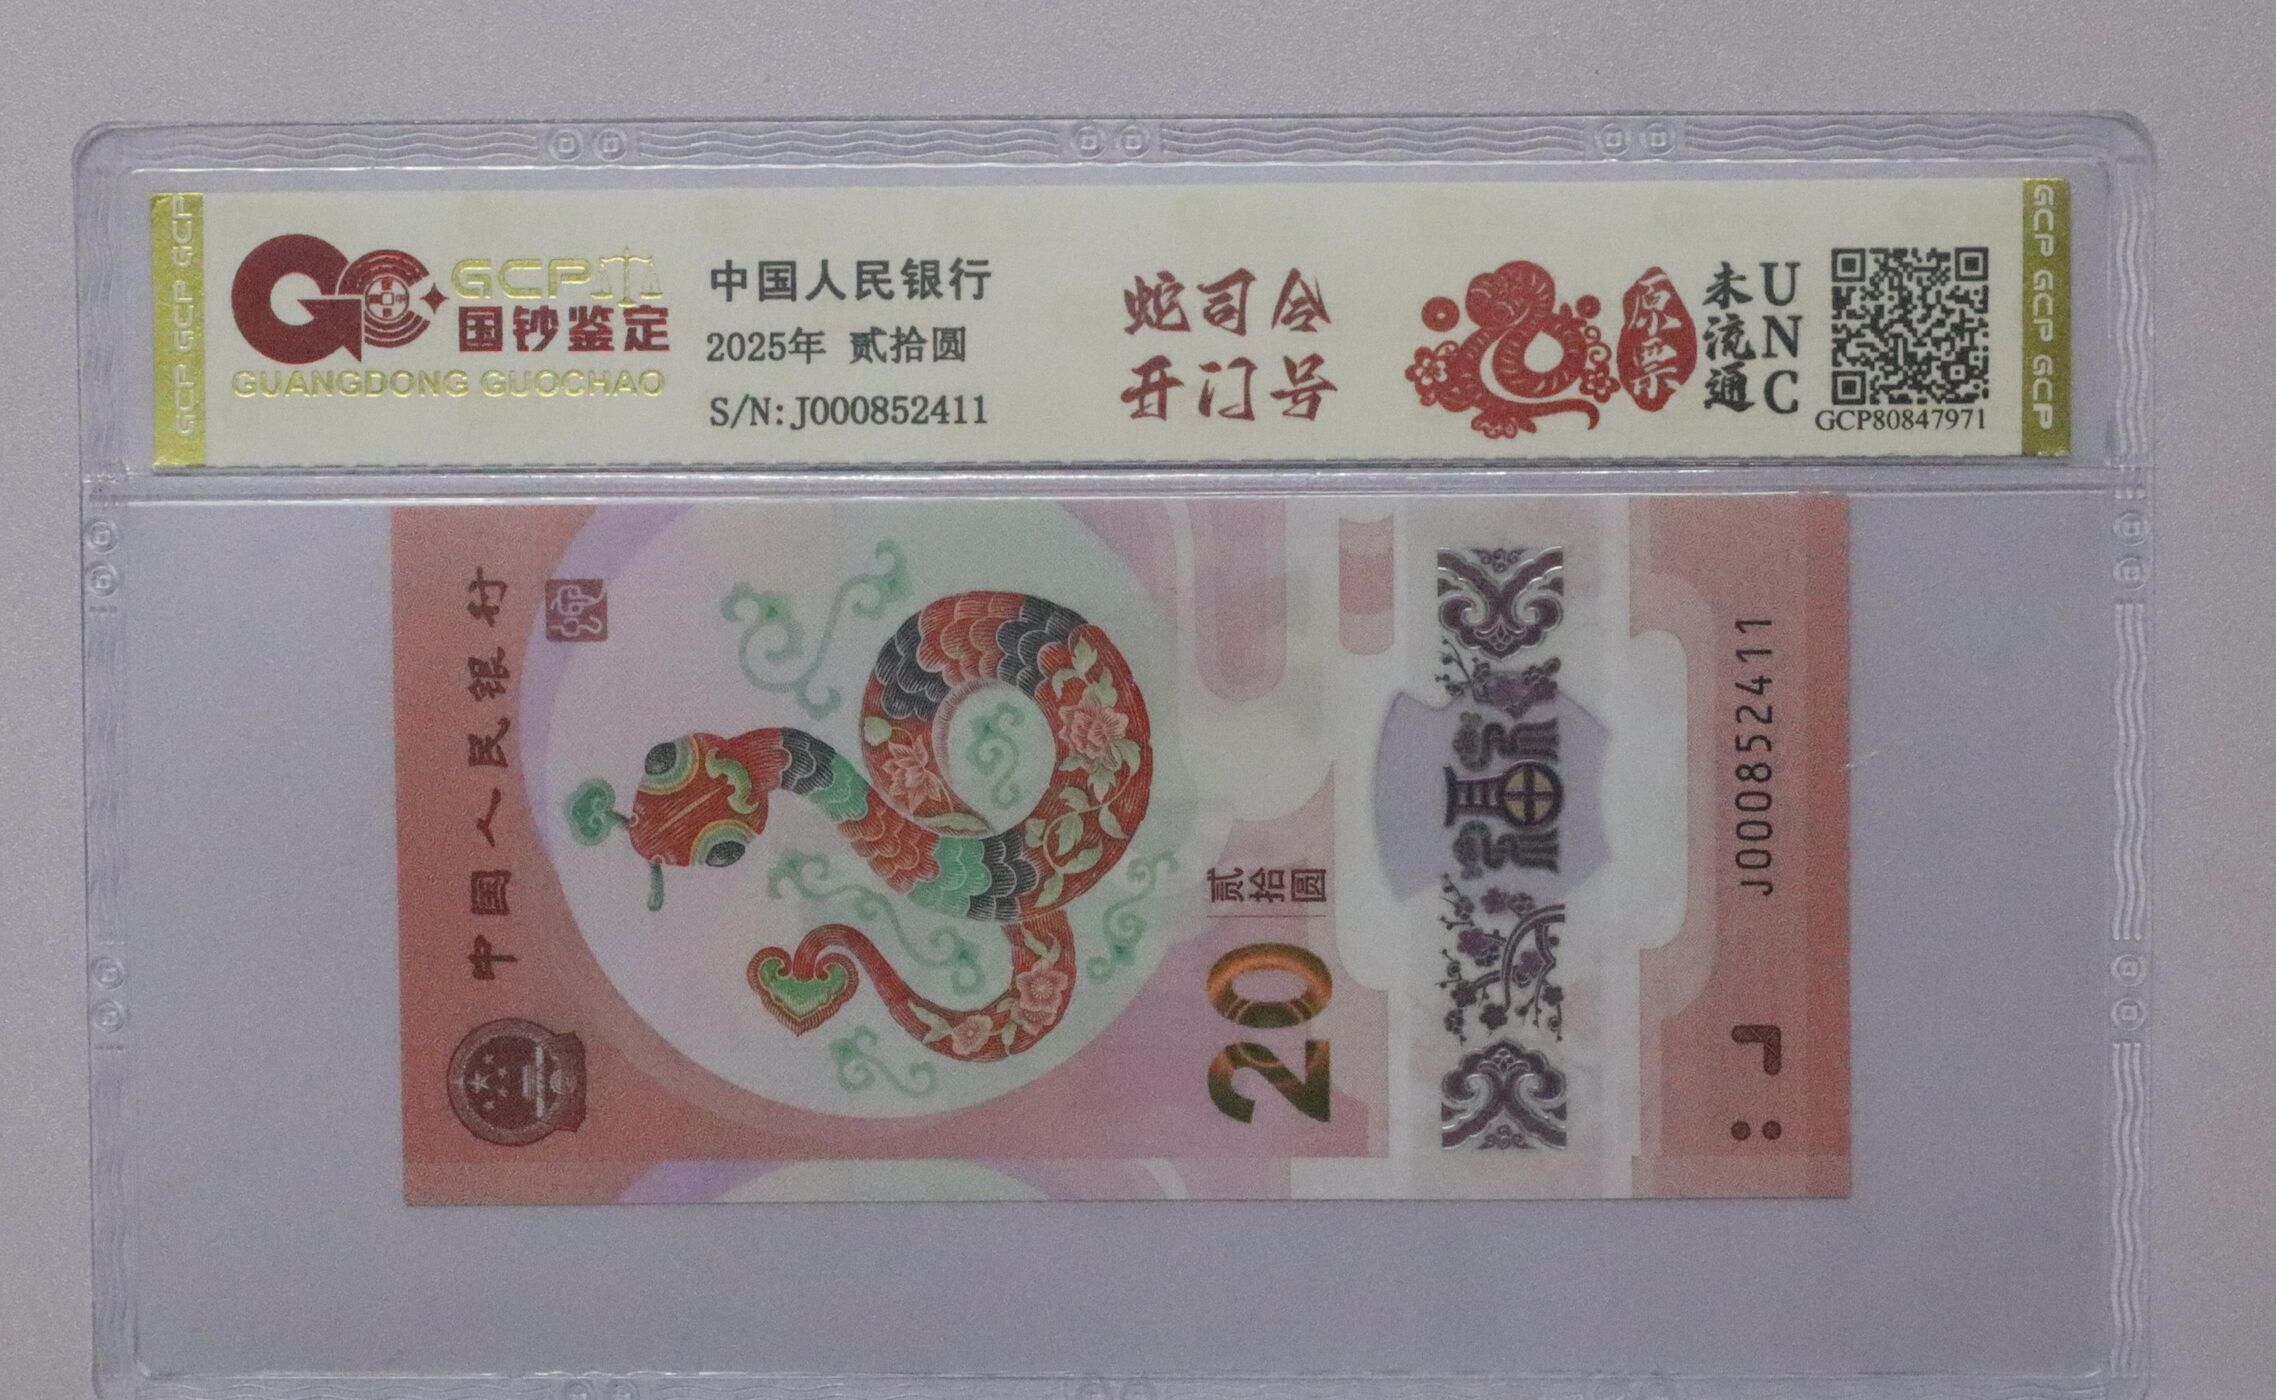 GCP GCP GCP
GCP
国钞鉴定
GUANGDONG GUOCHAO
中国人民银行
2025年 贰拾圆
S/N:J000852411
蛇司令
开门号
原票
未流通
UNC
GCP80847971
GCP GCP GCP
中国人民银行
贰拾圆
20
福
J000852411